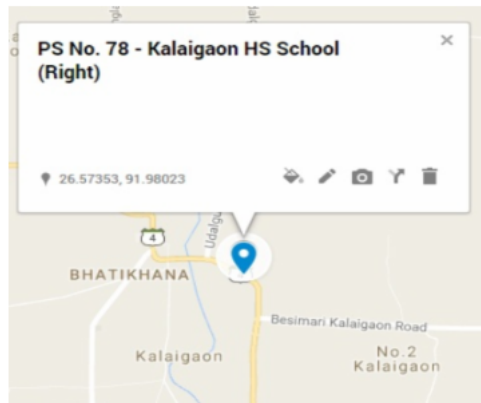 PS No. 78 - Kalaigaon HS School
(Right)
26.57353, 91.98023
4
BHATIKHANA
Besimari Kalaigaon Road
Kalaigaon
No.2
Kalaigaon